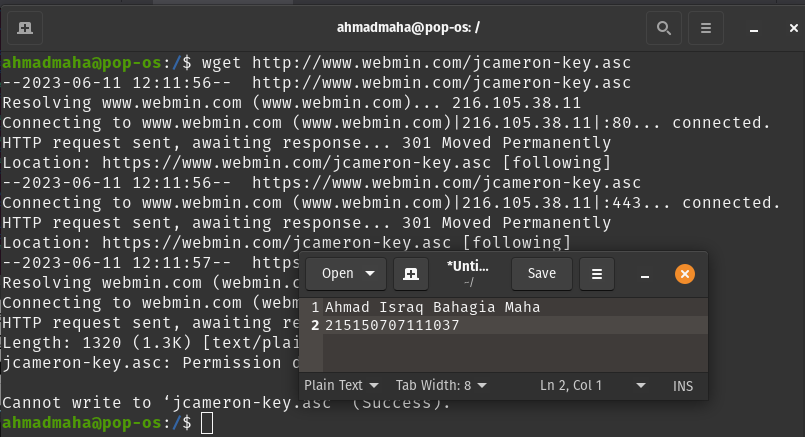 ahmadmaha@pop-os: /
ahmadmaha@pop-os:/$ wget http://www.webmin.com/jcameron-key.asc
--2023-06-11 12:11:56--  http://www.webmin.com/jcameron-key.asc
Resolving www.webmin.com (www.webmin.com)... 216.105.38.11
Connecting to www.webmin.com (www.webmin.com)|216.105.38.11|:80... connected.
HTTP request sent, awaiting response... 301 Moved Permanently
Location: https://www.webmin.com/jcameron-key.asc [following]
--2023-06-11 12:11:56--  https://www.webmin.com/jcameron-key.asc
Connecting to www.webmin.com (www.webmin.com)|216.105.38.11|:443... connected.
HTTP request sent, awaiting response... 301 Moved Permanently
Location: https://webmin.com/jcameron-key.asc [following]
--2023-06-11 12:11:57--  https
Resolving webmin.com (webmin.c
Connecting to webmin.com (webm
HTTP request sent, awaiting re
Length: 1320 (1.3K) [text/plai
jcameron-key.asc: Permission
Cannot write to ‘jcameron-key.asc’ (Success).
ahmadmaha@pop-os:/$
Open *Unti... Save
~/
1 Ahmad Israq Bahagia Maha
2 215150707111037
Plain Text Tab Width: 8 Ln 2, Col 1 INS